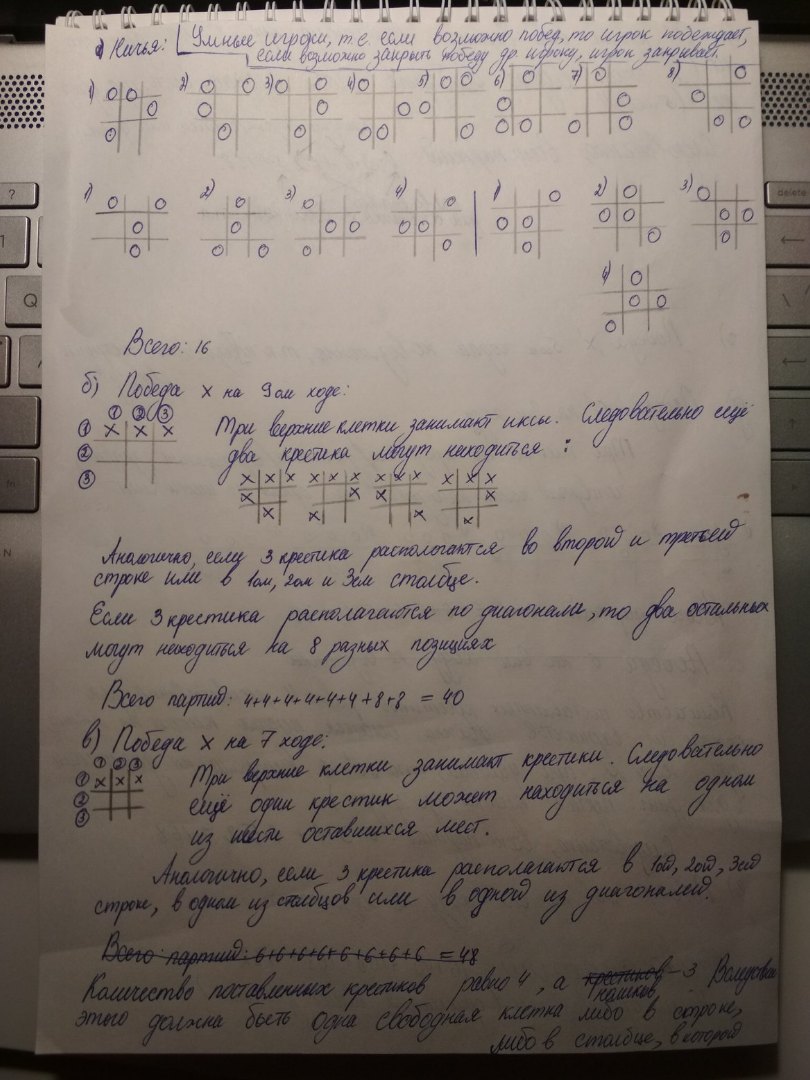 а) Ничья: Умные игроки, т.е. если возможно побед, то игрок побеждает,
если возможно закрыть победу др. игроку, игрок закрывает.
1) 2) 3) 4) 5) 6) 7) 8)
1) 2) 3) 4) 1) 2) 3)
4)
Всего: 16
б) Победа х на 9ом ходе:
1 2 3
1 х х х
2
3
Три верхние клетки занимают иксы. Следовательно ещё
два крестика могут находиться :
Аналогично, если 3 крестика распологаются во второй и третьей
строке или в 1ом, 2ом и 3ем столбце.
Если 3 крестика располагаются по диагонали, то два остальных
могут находиться на 8 разных позициях
Всего партий: 4+4+4+4+4+4+8+8 = 40
в) Победа х на 7 ходе:
1 2 3
1 х х х
2
3
Три верхние клетки занимают крестики. Следовательно
ещё один крестик может находиться на одном
из шести оставшихся мест.
Аналогично, если 3 крестика располагаются в 1ой, 2ой, 3ей
строке, в одном из столбцов или в одной из диагоналей.
Всего партий: 6+6+6+6+6+6+6+6 = 48
Количество поставленных крестиков равно 4, а крестиков ноликов – 3. Вследствие
этого должна быть одна свободная клетка либо в строке,
либо в столбце, в которой
delete